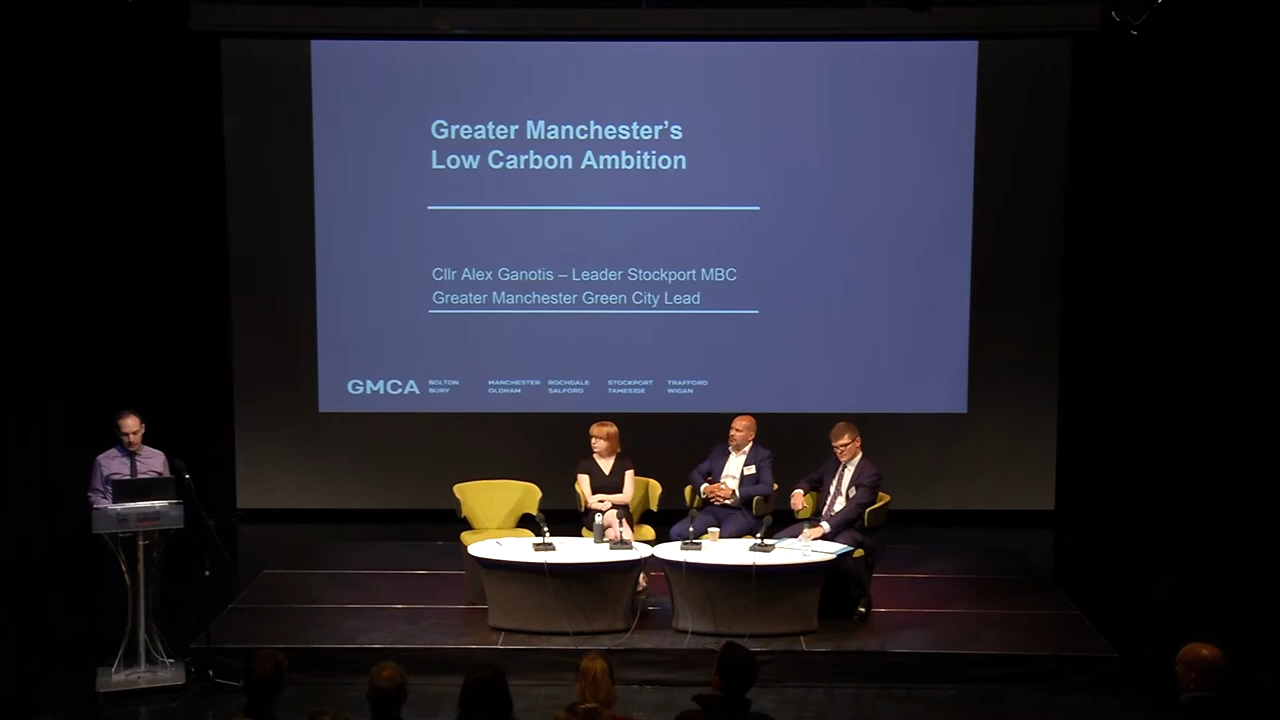 Greater Manchester’s
Low Carbon Ambition
Cllr Alex Ganotis – Leader Stockport MBC
Greater Manchester Green City Lead
GMCA
BOLTON MANCHESTER ROCHDALE STOCKPORT TRAFFORD
BURY OLDHAM SALFORD TAMESIDE WIGAN